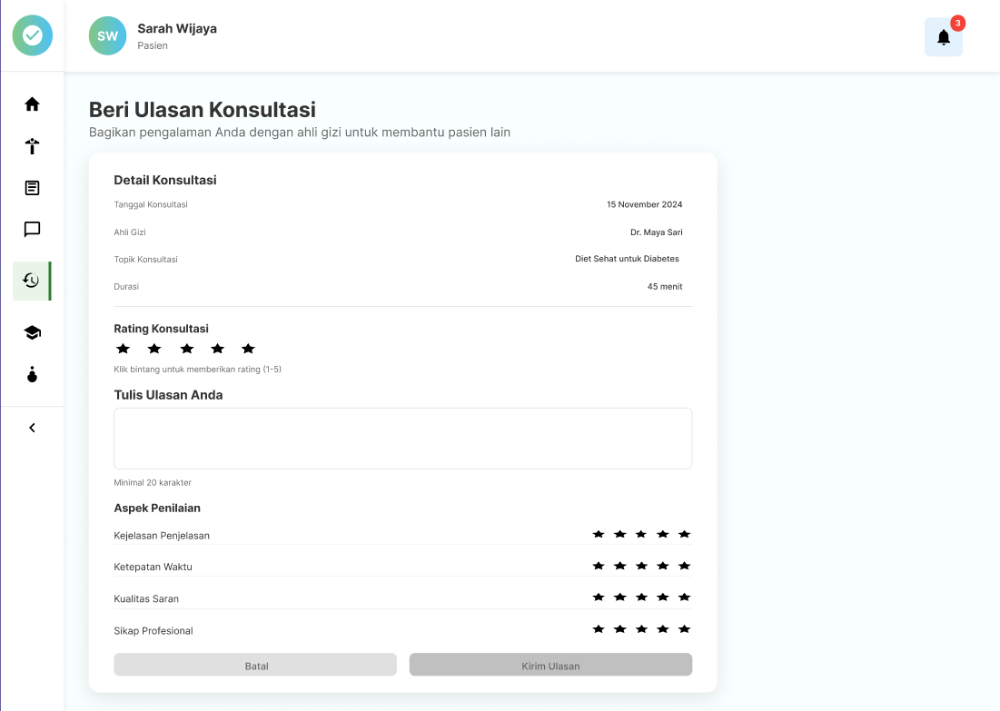 SW
Sarah Wijaya
Pasien
3
Beri Ulasan Konsultasi
Bagikan pengalaman Anda dengan ahli gizi untuk membantu pasien lain
Detail Konsultasi
Tanggal Konsultasi 15 November 2024
Ahli Gizi Dr. Maya Sari
Topik Konsultasi Diet Sehat untuk Diabetes
Durasi 45 menit
Rating Konsultasi
Klik bintang untuk memberikan rating (1-5)
Tulis Ulasan Anda
Minimal 20 karakter
Aspek Penilaian
Kejelasan Penjelasan
Ketepatan Waktu
Kualitas Saran
Sikap Profesional
Batal Kirim Ulasan